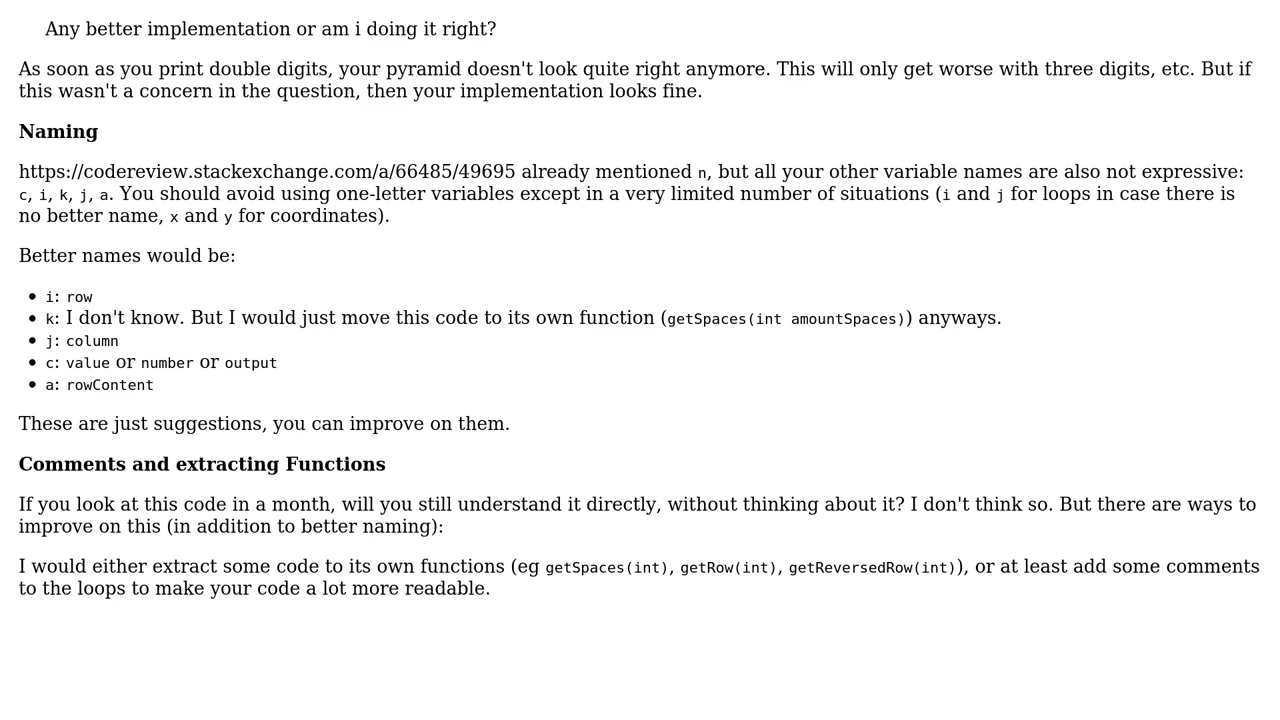 Any better implementation or am i doing it right?
As soon as you print double digits, your pyramid doesn't look quite right anymore. This will only get worse with three digits, etc. But if
this wasn't a concern in the question, then your implementation looks fine.
Naming
https://codereview.stackexchange.com/a/66485/49695 already mentioned n, but all your other variable names are also not expressive:
c, i, k, j, a. You should avoid using one-letter variables except in a very limited number of situations (i and j for loops in case there is
no better name, x and y for coordinates).
Better names would be:
• i: row
• k: I don't know. But I would just move this code to its own function (getSpaces(int amountSpaces)) anyways.
• j: column
• c: value or number or output
• a: rowContent
These are just suggestions, you can improve on them.
Comments and extracting Functions
If you look at this code in a month, will you still understand it directly, without thinking about it? I don't think so. But there are ways to
improve on this (in addition to better naming):
I would either extract some code to its own functions (eg getSpaces(int), getRow(int), getReversedRow(int)), or at least add some comments
to the loops to make your code a lot more readable.